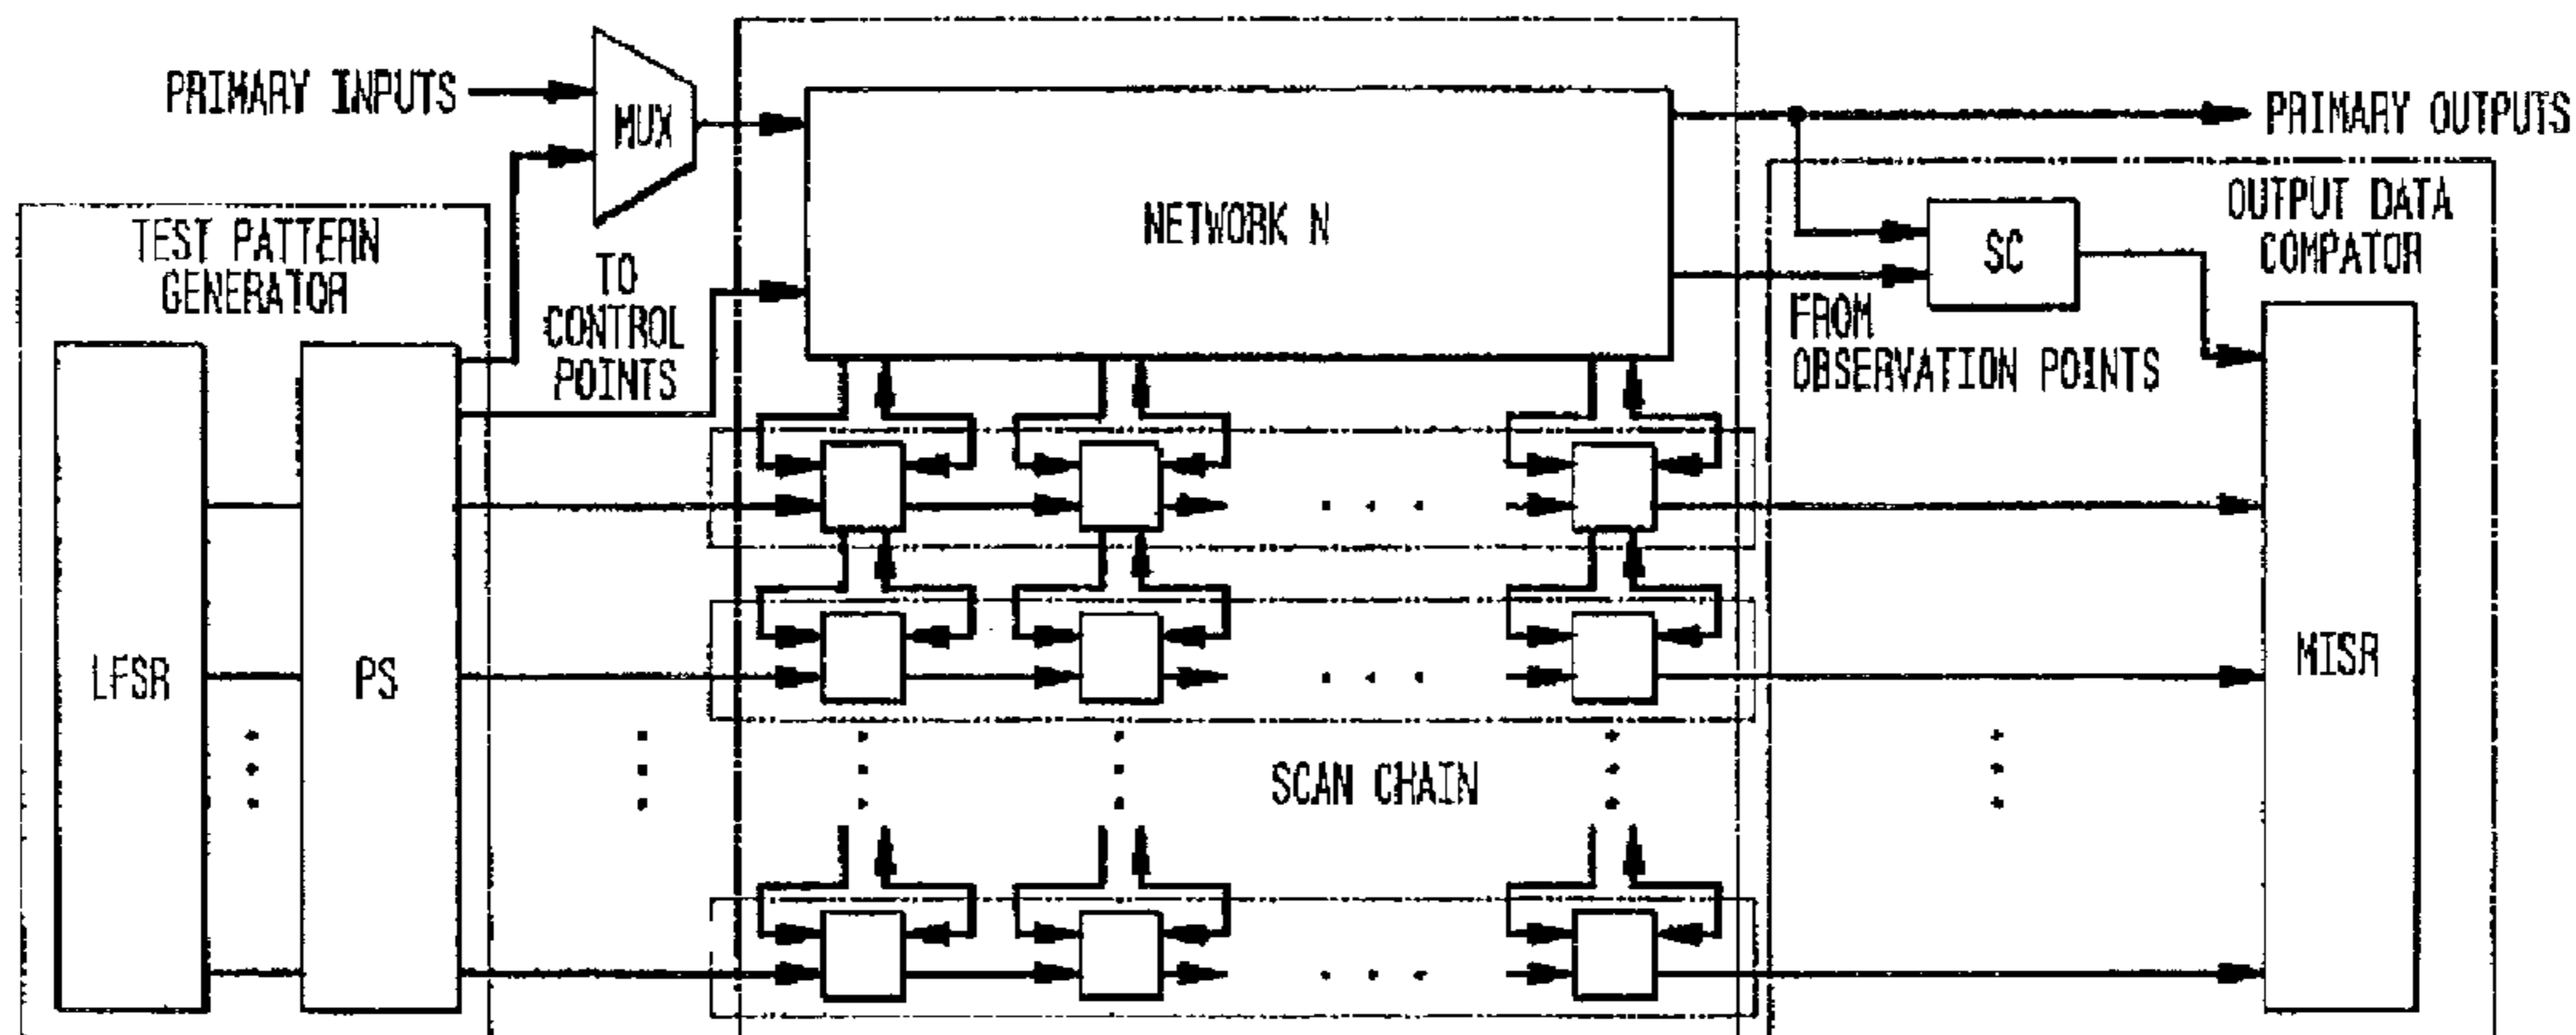 PRIMARY INPUTS
MUX
PRIMARY OUTPUTS
TEST PATTERN
GENERATOR
TO
CONTROL
POINTS
NETWORK N
SC
OUTPUT DATA
COMPATOR
FROM
OBSERVATION POINTS
LFSR
PS
MISR
SCAN CHAIN